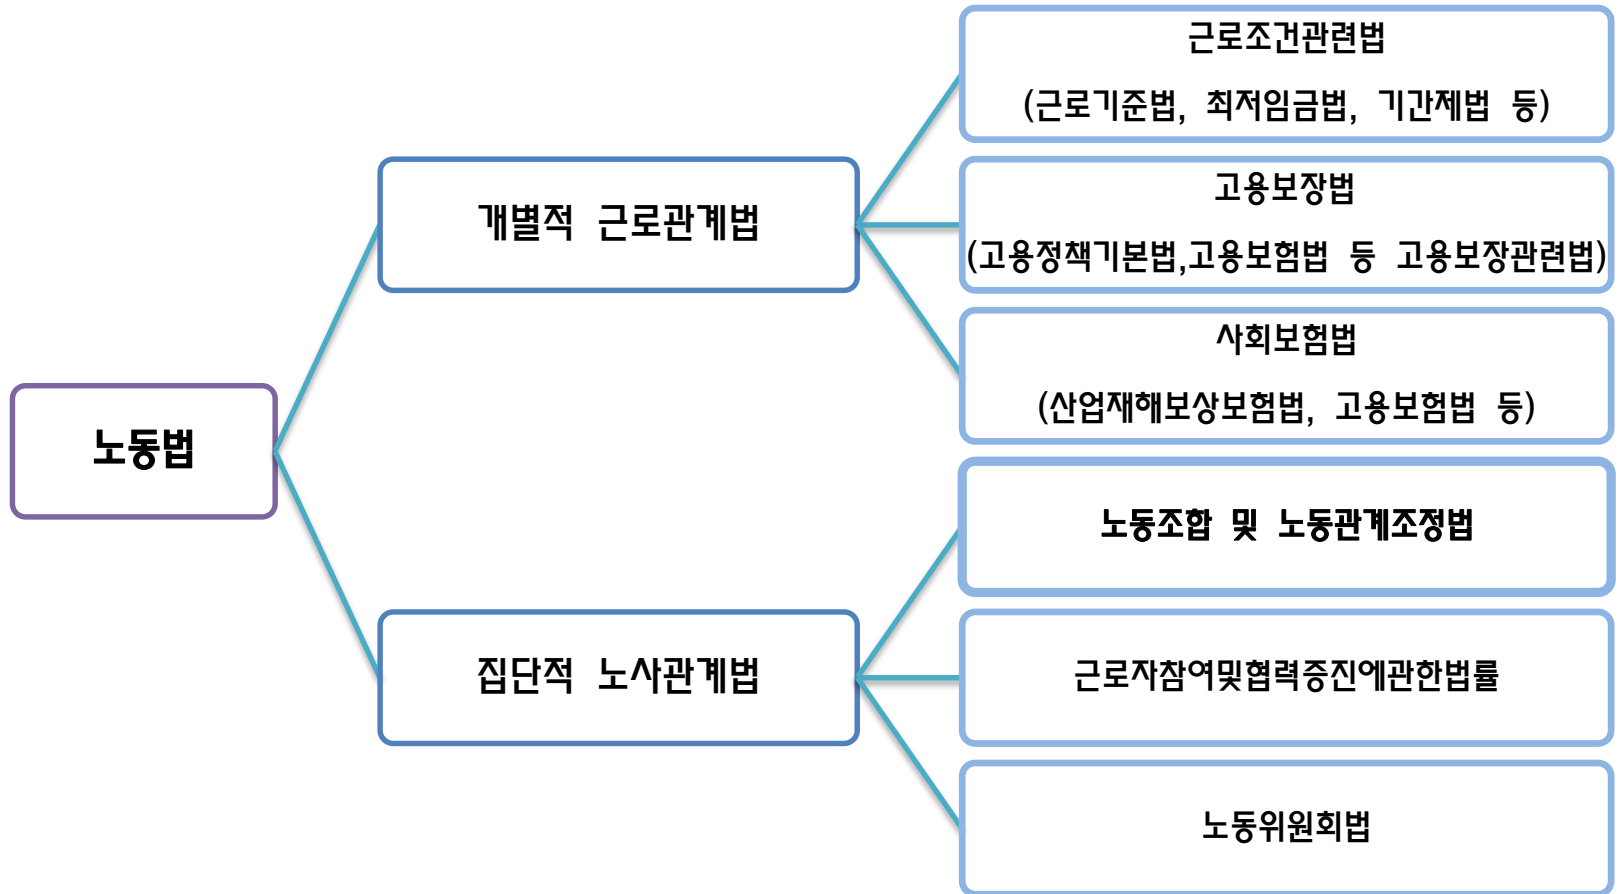 노동법
개별적 근로관계법
근로조건관련법
(근로기준법, 최저임금법, 기간제법 등)
고용보장법
(고용정책기본법,고용보험법 등 고용보장관련법)
사회보험법
(산업재해보상보험법, 고용보험법 등)
집단적 노사관계법
노동조합 및 노동관계조정법
근로자참여및협력증진에관한법률
노동위원회법